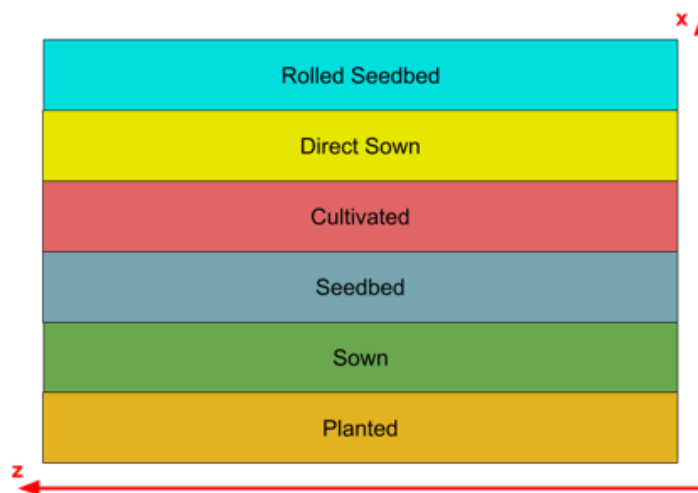 x
Rolled Seedbed
Direct Sown
Cultivated
Seedbed
Sown
Planted
z